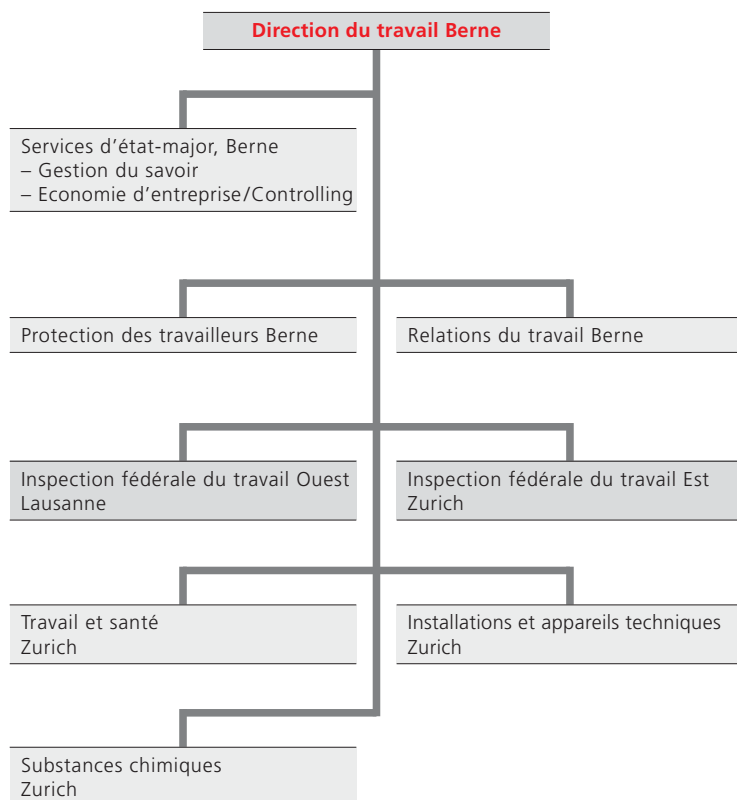 Direction du travail Berne
Services d’état-major, Berne
– Gestion du savoir
– Economie d’entreprise/Controlling
Protection des travailleurs Berne
Relations du travail Berne
Inspection fédérale du travail Ouest
Lausanne
Inspection fédérale du travail Est
Zurich
Travail et santé
Zurich
Installations et appareils techniques
Zurich
Substances chimiques
Zurich